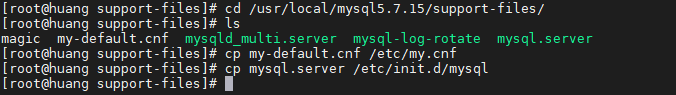 [root@huang support-files]# cd /usr/local/mysql5.7.15/support-files/
[root@huang support-files]# ls
magic  my-default.cnf  mysqld_multi.server  mysql-log-rotate  mysql.server
[root@huang support-files]# cp my-default.cnf /etc/my.cnf
[root@huang support-files]# cp mysql.server /etc/init.d/mysql
[root@huang support-files]#